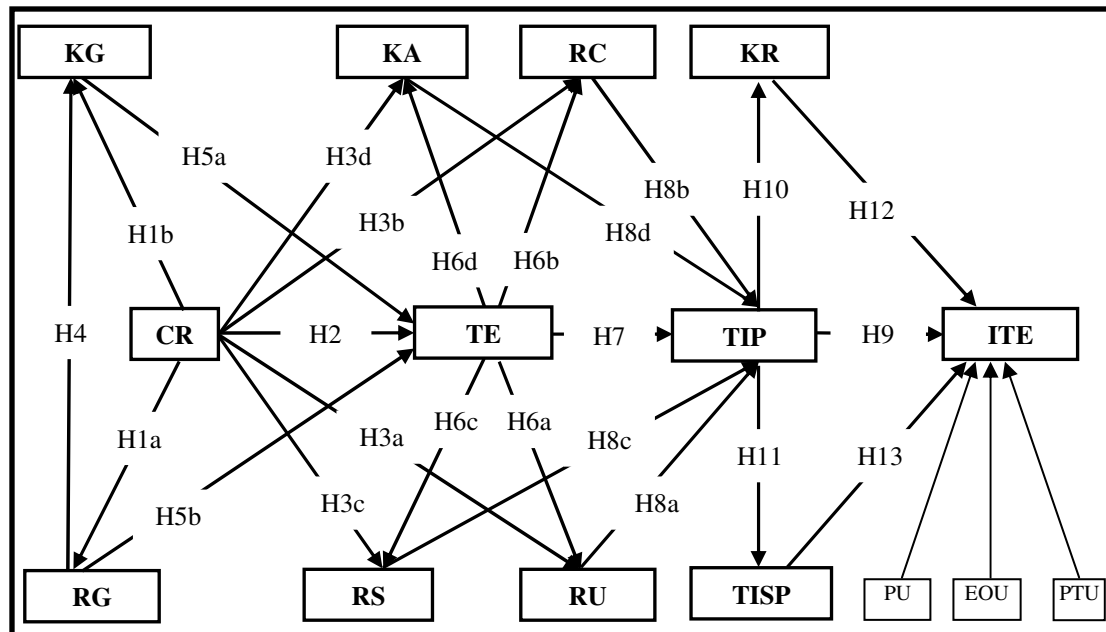 KG KA RC KR
H5a H3d
H3b H8b H10
H1b H8d H12
H6d H6b
H4 CR H2 TE H7 TIP H9 ITE
H1a H3a H6c H6a H8c H11 H13
H5b H3c H8a
RG RS RU TISP PU EOU PTU